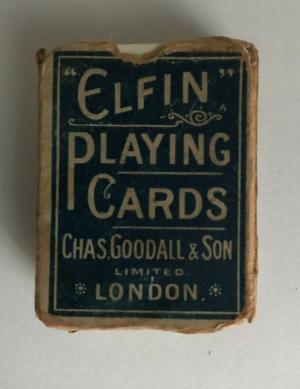 "ELFIN"
PLAYING
CARDS
CHAS. GOODALL & SON
LIMITED.
LONDON.